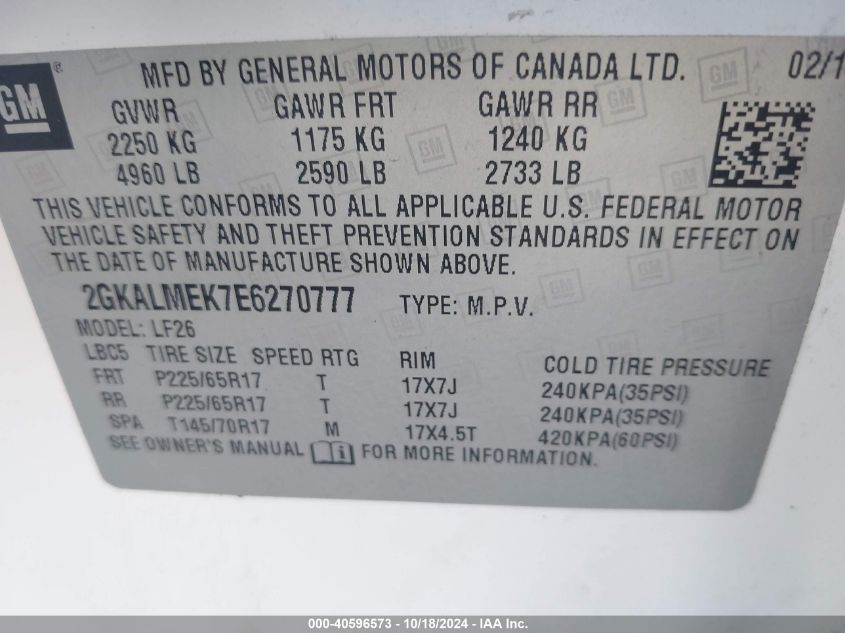 GM®
MFD BY GENERAL MOTORS OF CANADA LTD. 02/1
GVWR GAWR FRT GAWR RR
2250 KG 1175 KG 1240 KG
4960 LB 2590 LB 2733 LB
THIS VEHICLE CONFORMS TO ALL APPLICABLE U.S. FEDERAL MOTOR
VEHICLE SAFETY AND THEFT PREVENTION STANDARDS IN EFFECT ON
THE DATE OF MANUFACTURE SHOWN ABOVE.
2GKALMEK7E6270777 TYPE: M.P.V.
MODEL: LF26
LBC5 TIRE SIZE SPEED RTG RIM COLD TIRE PRESSURE
FRT P225/65R17 T 17X7J 240KPA(35PSI)
RR P225/65R17 T 17X7J 240KPA(35PSI)
SPA T145/70R17 M 17X4.5T 420KPA(60PSI)
SEE OWNER'S MANUAL FOR MORE INFORMATION.
000-40596573 - 10/18/2024 - IAA Inc.